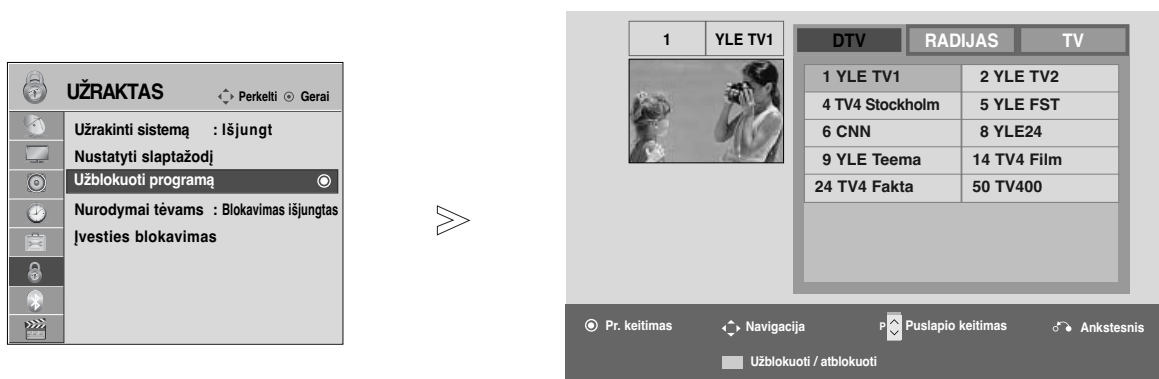 UŽRAKTAS Perkelti Gerai
Užrakinti sistemą : Išjungt
Nustatyti slaptažodį
Užblokuoti programą
Nurodymai tėvams : Blokavimas išjungtas
Įvesties blokavimas
1 YLE TV1
DTV RADIJAS TV
1 YLE TV1 2 YLE TV2
4 TV4 Stockholm 5 YLE FST
6 CNN 8 YLE24
9 YLE Teema 14 TV4 Film
24 TV4 Fakta 50 TV400
Pr. keitimas Navigacija P Puslapio keitimas Ankstesnis
Užblokuoti / atblokuoti